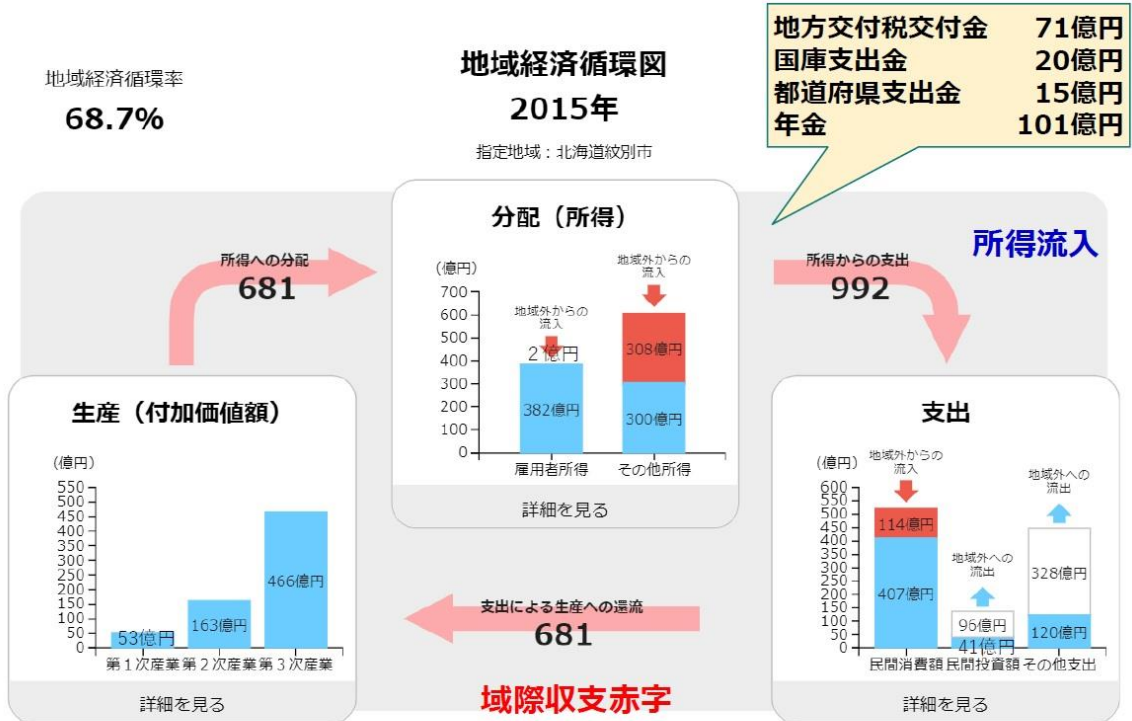 地域経済循環率
68.7%
地域経済循環図
2015年
指定地域：北海道紋別市
地方交付税交付金 71億円
国庫支出金 20億円
都道府県支出金 15億円
年金 101億円
所得への分配
681
分配（所得）
(億円)
700
600
500
400
300
200
100
0
地域外からの
流入
2億円
382億円
雇用者所得
地域外からの
流入
308億円
300億円
その他所得
詳細を見る
所得からの支出
992
所得流入
生産（付加価値額）
(億円)
550
500
450
400
350
300
250
200
150
100
50
0
53億円
163億円
466億円
第１次産業 第２次産業 第３次産業
詳細を見る
支出による生産への還流
681
域際収支赤字
支出
(億円)
600
550
500
450
400
350
300
250
200
150
100
50
0
地域外からの
流入
114億円
407億円
民間消費額
地域外への
流出
96億円
41億円
民間投資額
地域外への
流出
328億円
120億円
その他支出
詳細を見る